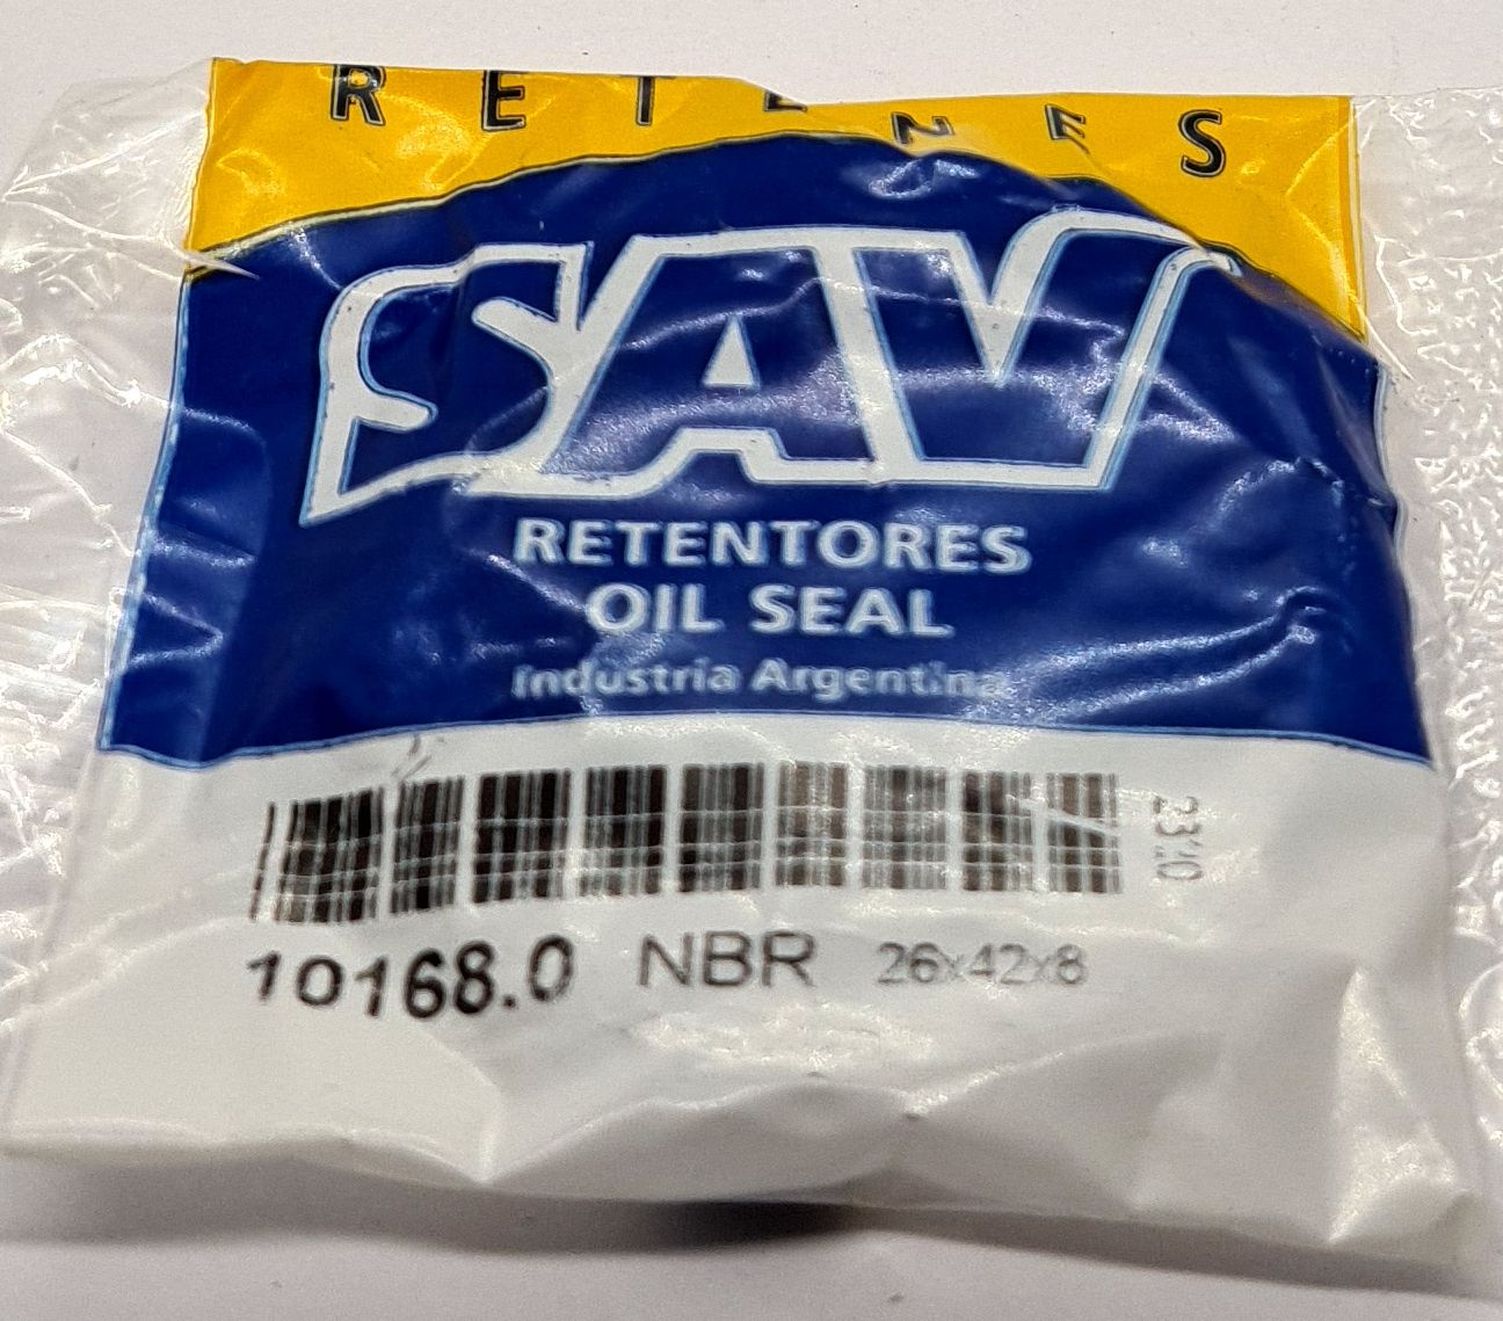 RETENES
SAV
RETENTORES
OIL SEAL
Industria Argentina
10168.0 NBR 26x42x8